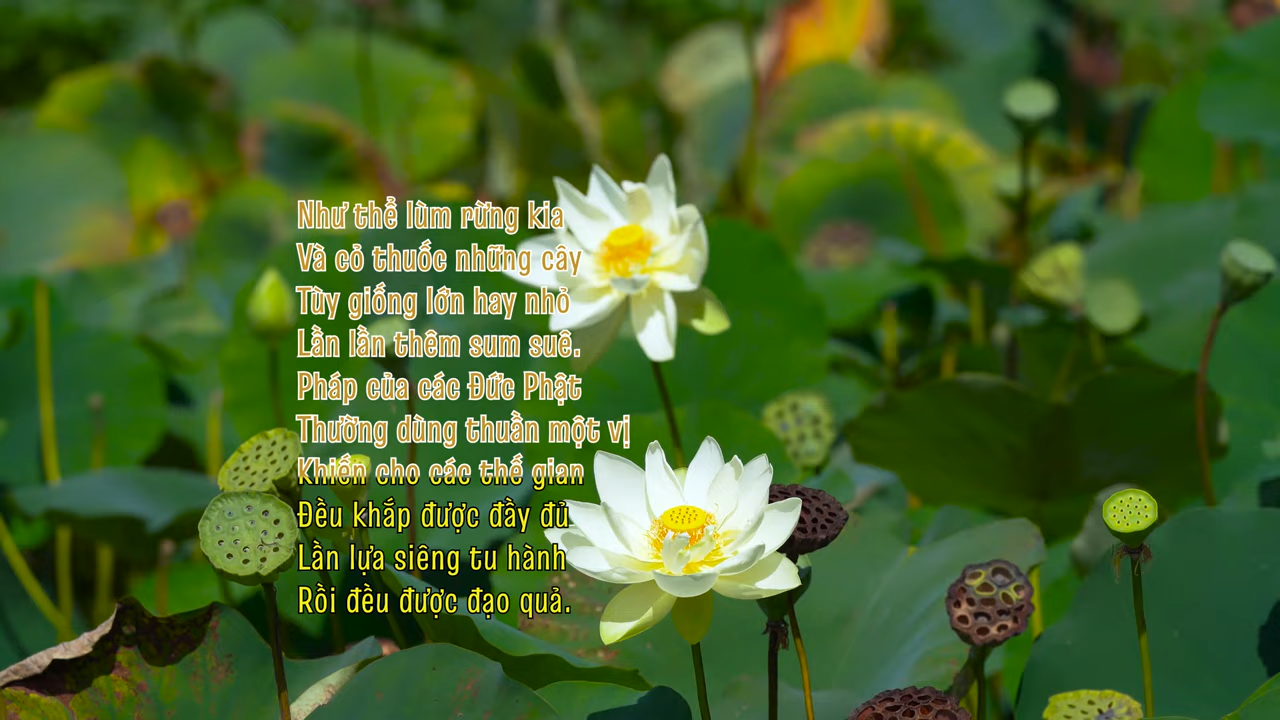 Như thể lùm rừng kia
Và cỏ thuốc những cây
Tùy giống lớn hay nhỏ
Lần lần thêm sum suê.
Pháp của các Đức Phật
Thường dùng thuần một vị
Khiến cho các thế gian
Đều khắp được đầy đủ
Lần lựa siêng tu hành
Rồi đều được đạo quả.